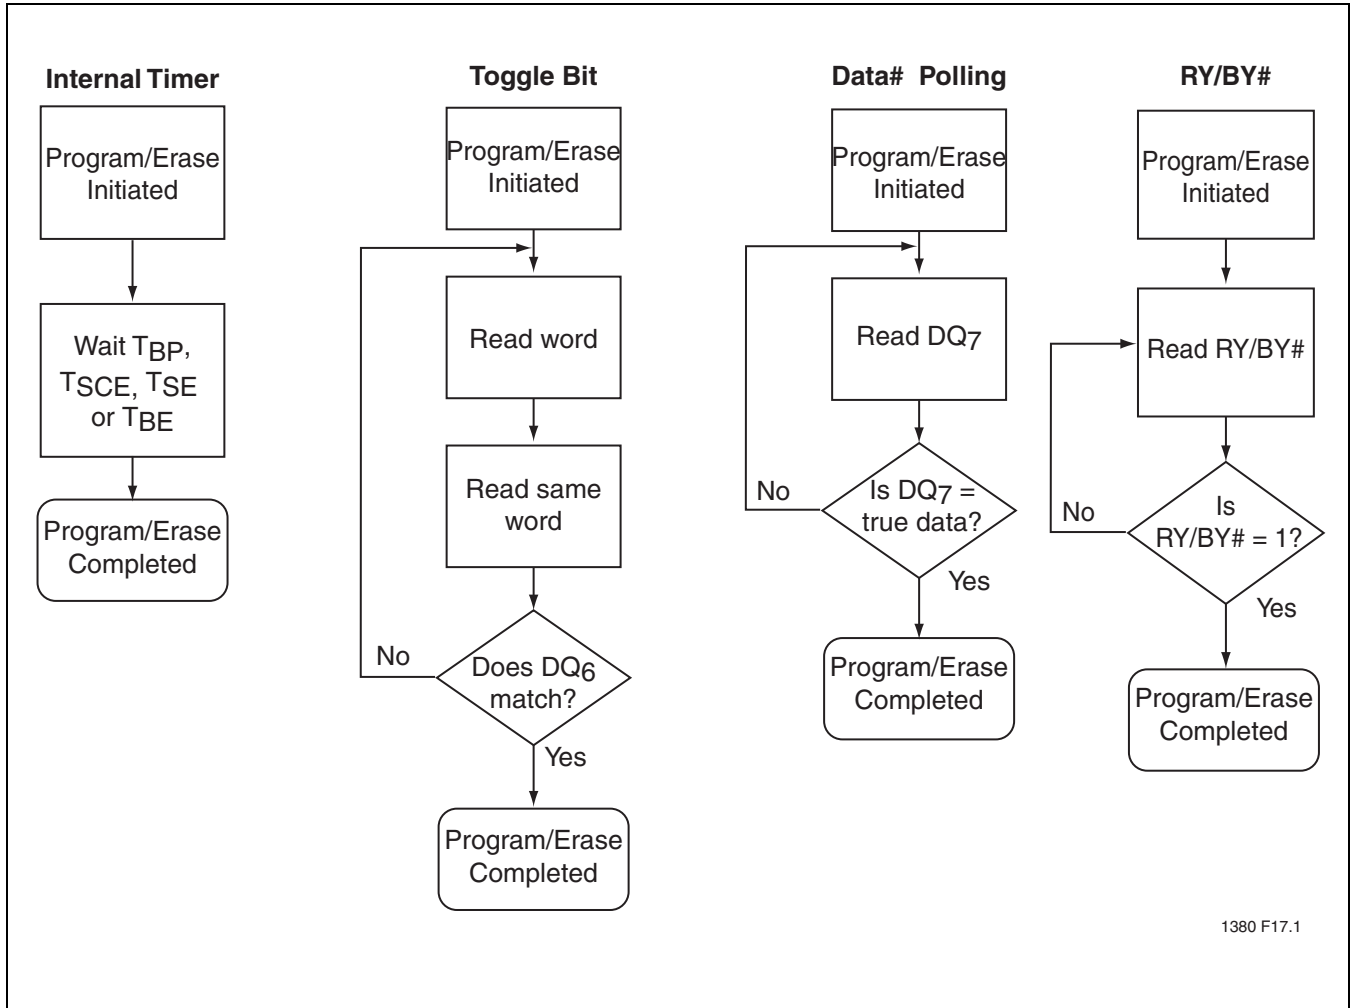 Internal Timer
Program/Erase
Initiated
Wait TBP,
TSCE, TSE
or TBE
Program/Erase
Completed
Toggle Bit
Program/Erase
Initiated
Read word
Read same
word
Does DQ6
match?
No
Yes
Program/Erase
Completed
Data# Polling
Program/Erase
Initiated
Read DQ7
Is DQ7 =
true data?
No
Yes
Program/Erase
Completed
RY/BY#
Program/Erase
Initiated
Read RY/BY#
Is
RY/BY# = 1?
No
Yes
Program/Erase
Completed
1380 F17.1